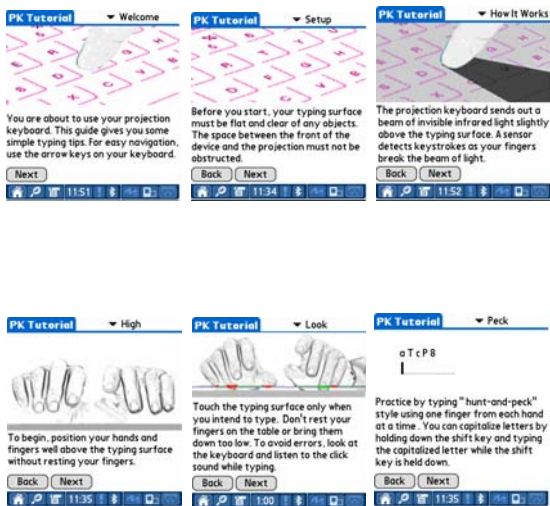 PK Tutorial Welcome
You are about to use your projection
keyboard. This guide gives you some
simple typing tips. For easy navigation,
use the arrow keys on your keyboard.
Next
11:51
PK Tutorial Setup
Before you start, your typing surface
must be flat and clear of any objects.
The space between the front of the
device and the projection must not be
obstructed.
Back Next
11:34
PK Tutorial How It Works
The projection keyboard sends out a
beam of invisible infrared light slightly
above the typing surface. A sensor
detects keystrokes as your fingers
break the beam of light.
Back Next
11:52
PK Tutorial High
To begin, position your hands and
fingers well above the typing surface
without resting your fingers.
Back Next
11:35
PK Tutorial Look
Touch the typing surface only when
you intend to type. Don't rest your
fingers on the table or bring them
down too low. To avoid errors, look at
the keyboard and listen to the click
sound while typing.
Back Next
1:00
PK Tutorial Peck
a T c P 8
Practice by typing "hunt-and-peck"
style using one finger from each hand
at a time. You can capitalize letters by
holding down the shift key and typing
the capitalized letter while the shift
key is held down.
Back Next
11:35